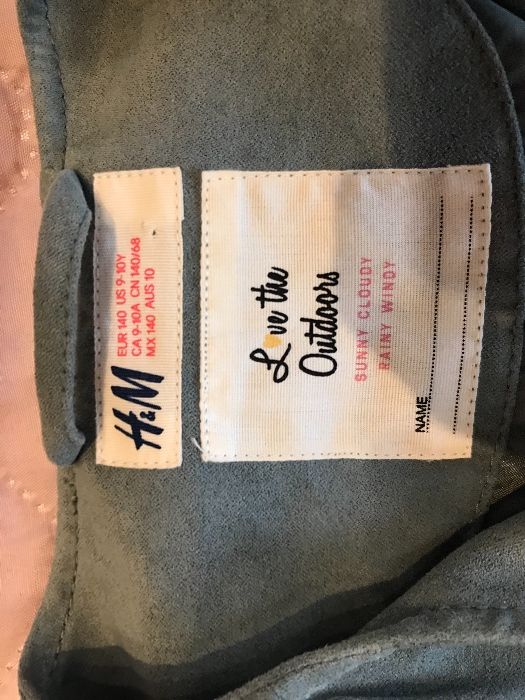 H&M
EUR 140 US 9-10Y
CA 9-10A CN 140/68
MX 140 AUS 10
Love the
Outdoors
SUNNY CLOUDY
RAINY WINDY
NAME